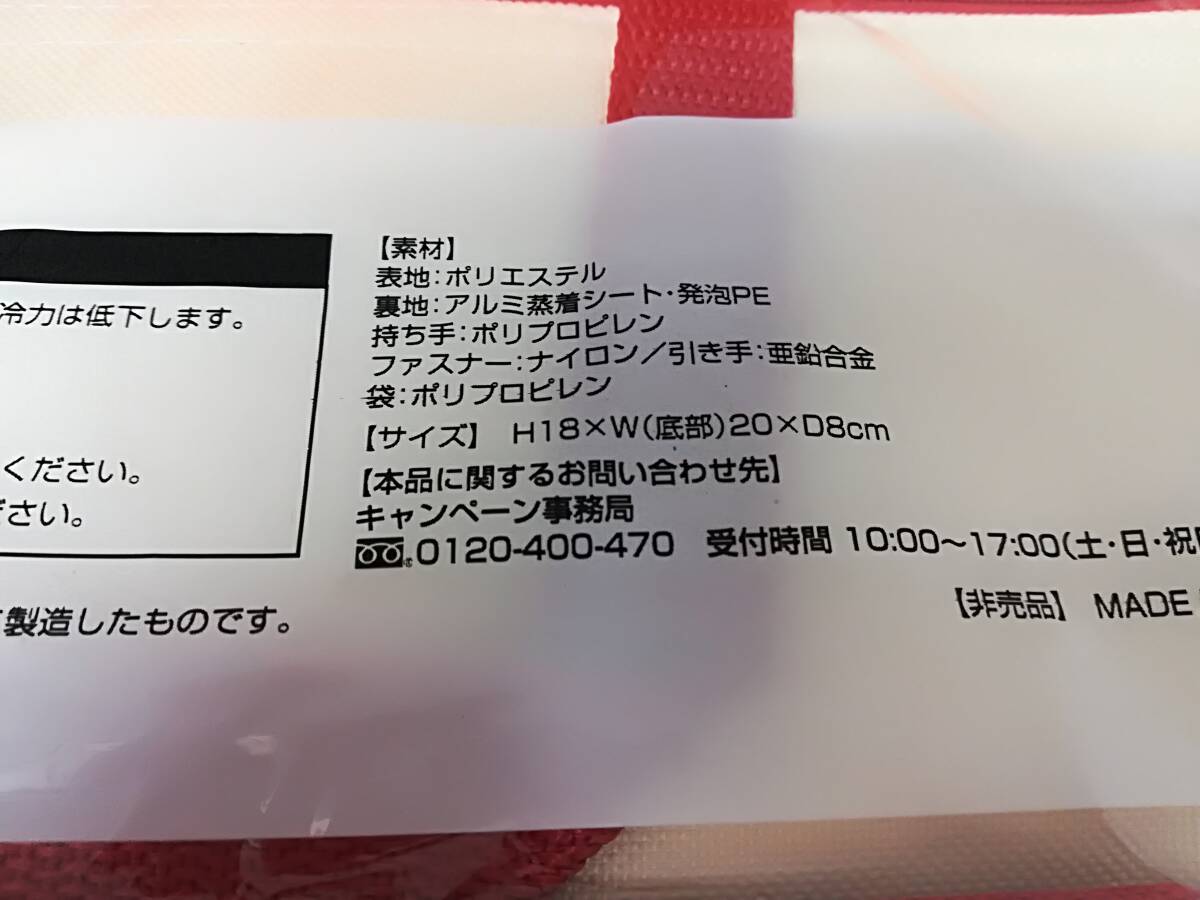 冷力は低下します。
ください。
ださい。
製造したものです。
【素材】
表地：ポリエステル
裏地：アルミ蒸着シート・発泡PE
持ち手：ポリプロピレン
ファスナー：ナイロン／引き手：亜鉛合金
袋：ポリプロピレン
【サイズ】 H18×W（底部）20×D8cm
【本品に関するお問い合わせ先】
キャンペーン事務局
0120-400-470 受付時間 10:00～17:00（土・日・祝
【非売品】 MADE